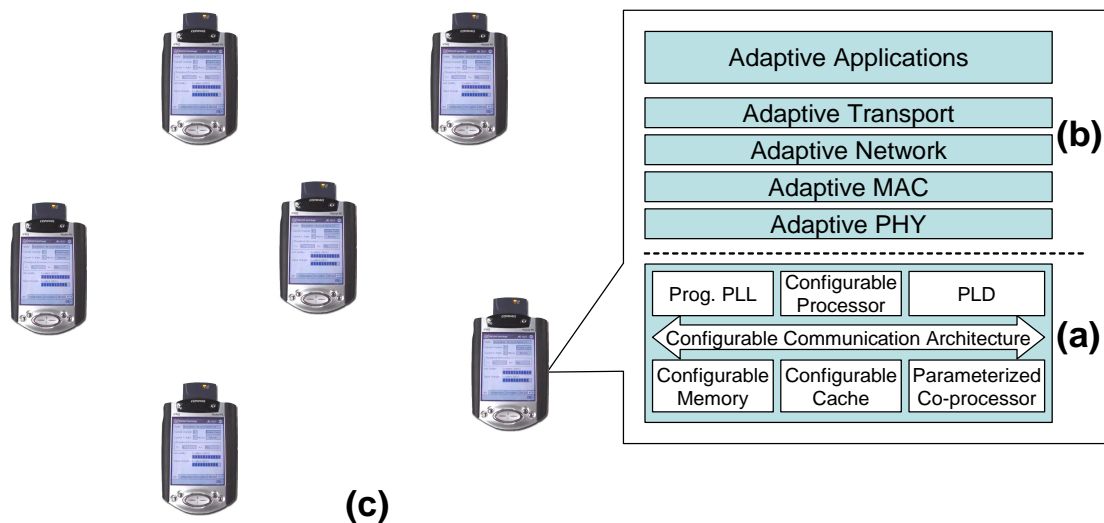 Adaptive Applications
Adaptive Transport
Adaptive Network
Adaptive MAC
Adaptive PHY
(b)
Prog. PLL
Configurable
Processor
PLD
Configurable Communication Architecture
Configurable
Memory
Configurable
Cache
Parameterized
Co-processor
(a)
(c)